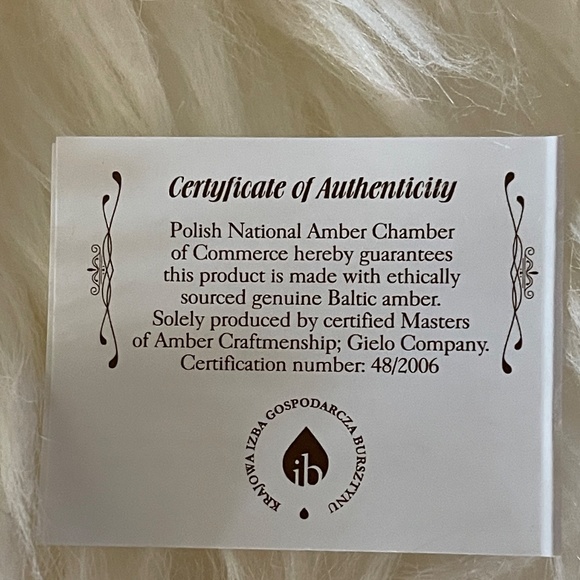 Certyficate of Authenticity
Polish National Amber Chamber
of Commerce hereby guarantees
this product is made with ethically
sourced genuine Baltic amber.
Solely produced by certified Masters
of Amber Craftmenship; Gielo Company.
Certification number: 48/2006
KRAJOWA IZBA GOSPODARCZA BURSZTYNU
ib